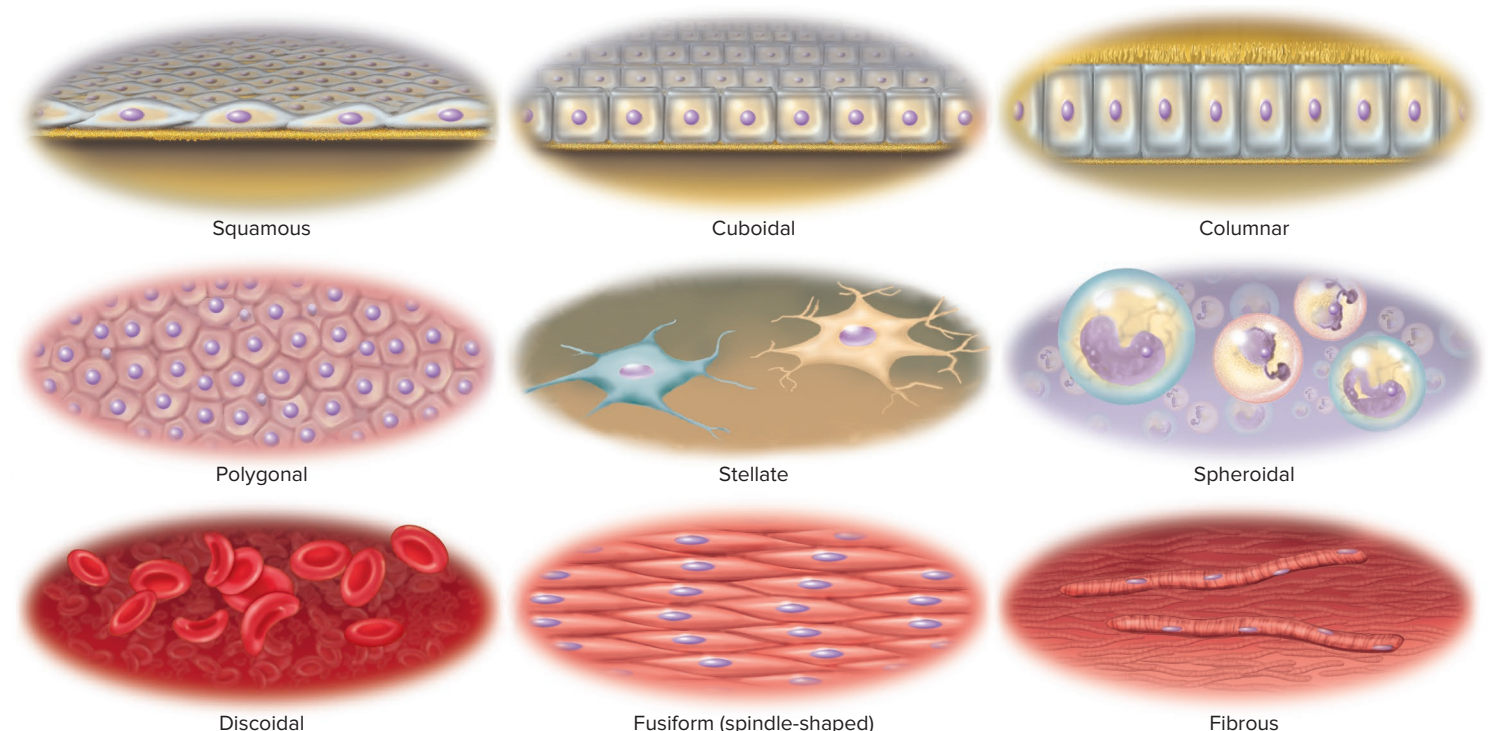 Squamous
Cuboidal
Columnar
Polygonal
Stellate
Spheroidal
Discoidal
Fusiform (spindle-shaped)
Fibrous